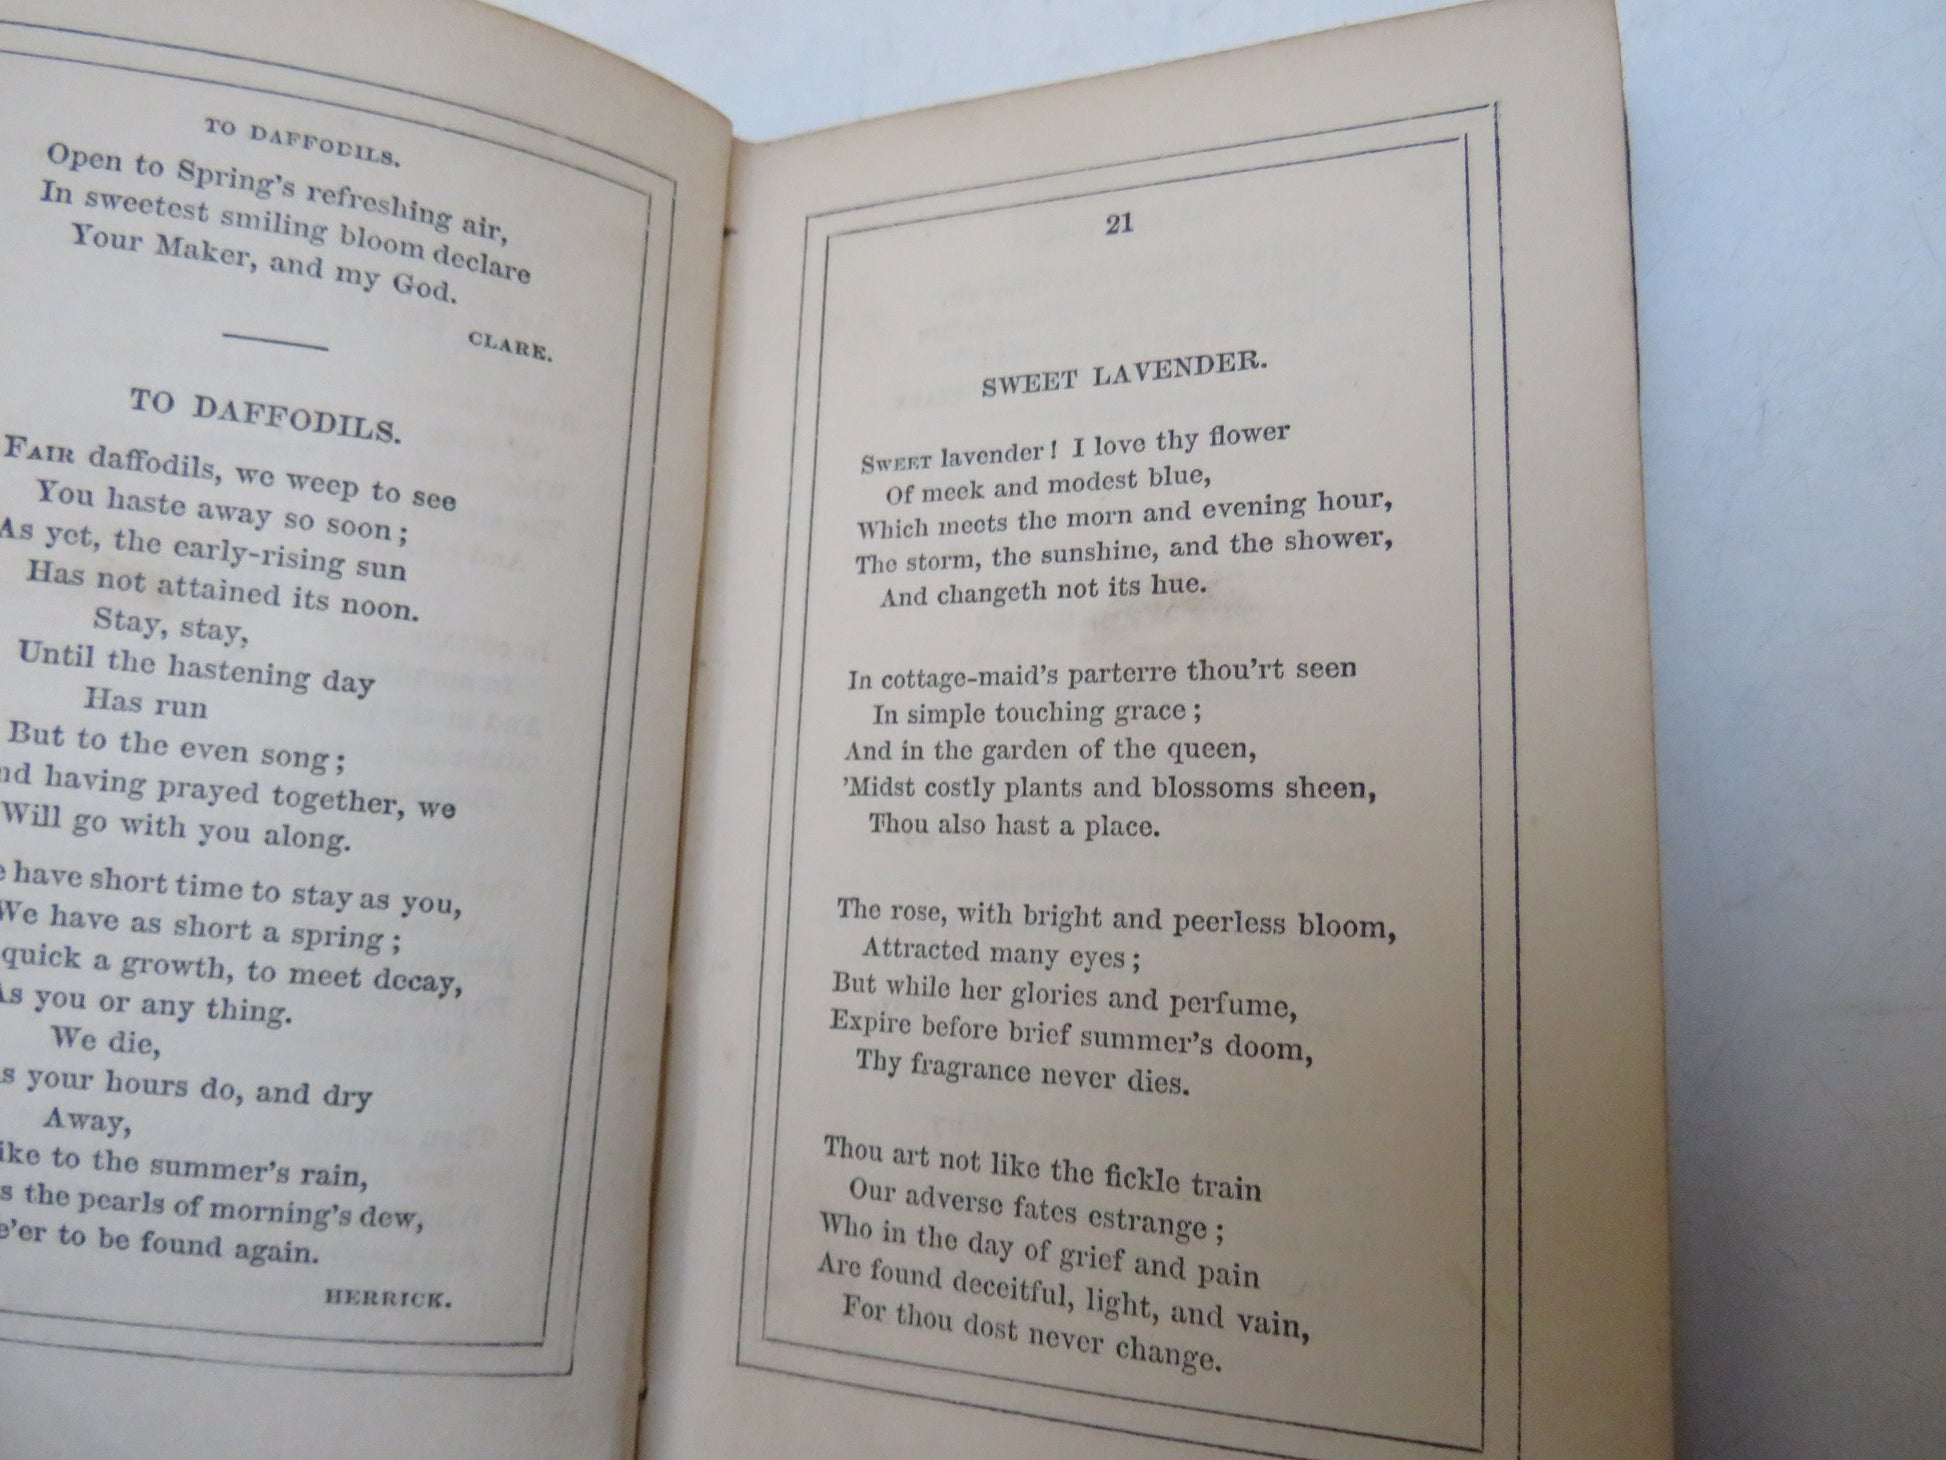 TO DAFFODILS.
Open to Spring's refreshing air,
In sweetest smiling bloom declare
Your Maker, and my God.
CLARE.
TO DAFFODILS.
FAIR daffodils, we weep to see
You haste away so soon;
As yet, the early-rising sun
Has not attained its noon.
Stay, stay,
Until the hastening day
Has run
But to the even song;
having prayed together, we
Will go with you along.
have short time to stay as you,
We have as short a spring;
quick a growth, to meet decay,
As you or any thing.
We die,
your hours do, and dry
Away,
to the summer's rain,
the pearls of morning's dew,
to be found again.
HERRICK.
21
SWEET LAVENDER.
SWEET lavender! I love thy flower
Of meek and modest blue,
Which meets the morn and evening hour,
The storm, the sunshine, and the shower,
And changeth not its hue.
In cottage-maid's parterre thou'rt seen
In simple touching grace;
And in the garden of the queen,
'Midst costly plants and blossoms sheen,
Thou also hast a place.
The rose, with bright and peerless bloom,
Attracted many eyes;
But while her glories and perfume,
Expire before brief summer's doom,
Thy fragrance never dies.
Thou art not like the fickle train
Our adverse fates estrange;
Who in the day of grief and pain
Are found deceitful, light, and vain,
For thou dost never change.